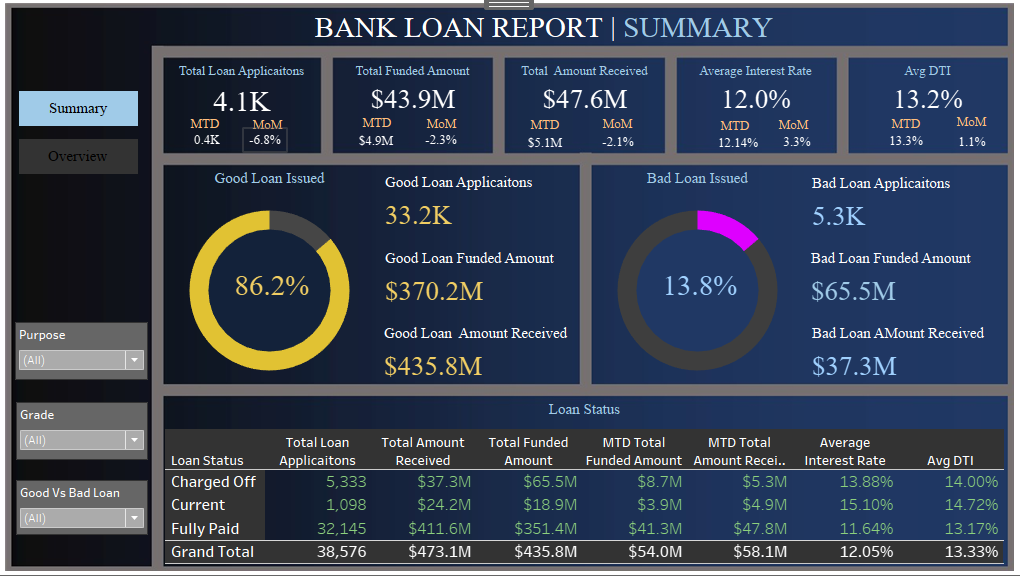 BANK LOAN REPORT | SUMMARY
Total Loan Applicaitons
4.1K
MTD MoM
0.4K -6.8%
Total Funded Amount
$43.9M
MTD MoM
$4.9M -2.3%
Total Amount Received
$47.6M
MTD MoM
$5.1M -2.1%
Average Interest Rate
12.0%
MTD MoM
12.14% 3.3%
Avg DTI
13.2%
MTD MoM
13.3% 1.1%
Summary
Overview
Good Loan Issued
86.2%
Good Loan Applicaitons
33.2K
Good Loan Funded Amount
$370.2M
Good Loan Amount Received
$435.8M
Bad Loan Issued
13.8%
Bad Loan Applicaitons
5.3K
Bad Loan Funded Amount
$65.5M
Bad Loan AMount Received
$37.3M
Purpose
(All)
Grade
(All)
Good Vs Bad Loan
(All)
Loan Status
Total Loan Total Amount Total Funded MTD Total MTD Total Average
Loan Status Applicaitons Received Amount Funded Amount Amount Recei.. Interest Rate Avg DTI
Charged Off 5,333 $37.3M $65.5M $8.7M $5.3M 13.88% 14.00%
Current 1,098 $24.2M $18.9M $3.9M $4.9M 15.10% 14.72%
Fully Paid 32,145 $411.6M $351.4M $41.3M $47.8M 11.64% 13.17%
Grand Total 38,576 $473.1M $435.8M $54.0M $58.1M 12.05% 13.33%